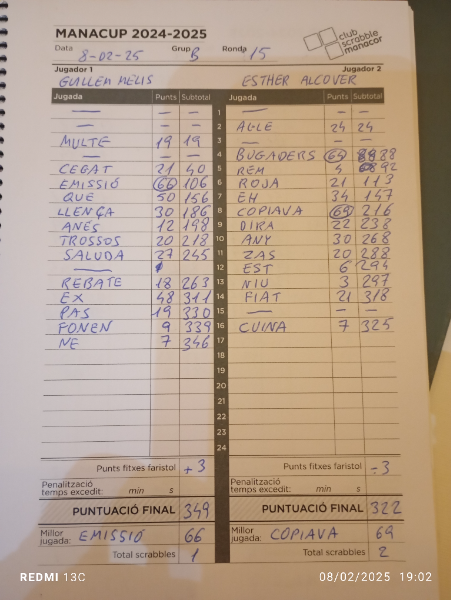 MANACUP 2024-2025
club scrabble manacor
Data 8-02-25 Grup B Ronda 15
Jugador 1 Jugador 2
GUILLEM MELIS ESTHER ALCOVER
Jugada Punts Subtotal Jugada Punts Subtotal
— — — 1 — — —
— — — 2 ALLE 24 24
MULTE 19 19 3 — — —
— — — 4 BUGADERS 64 88
CEGAT 21 40 5 REM 4 92
EMISSIÓ 66 106 6 ROJA 21 113
QUE 50 156 7 EH 34 147
LLENÇA 30 186 8 COPIAVA 69 216
ANÉS 12 198 9 DIRA 22 238
TROSSOS 20 218 10 ANY 30 268
SALUDA 27 245 11 ZAS 20 288
— 12 EST 6 294
REBATE 18 263 13 NIU 3 297
EX 48 311 14 FIAT 21 318
PAS 19 330 15 — — —
FONEN 9 339 16 CUINA 7 325
NE 7 346 17
18
19
20
21
22
23
24
Punts fitxes faristol +3 Punts fitxes faristol -3
Penalització temps excedit: min s Penalització temps excedit: min s
PUNTUACIÓ FINAL 349 PUNTUACIÓ FINAL 322
Millor jugada: EMISSIÓ 66 Millor jugada: COPIAVA 69
Total scrabbles 1 Total scrabbles 2
REDMI 13C 08/02/2025 19:02